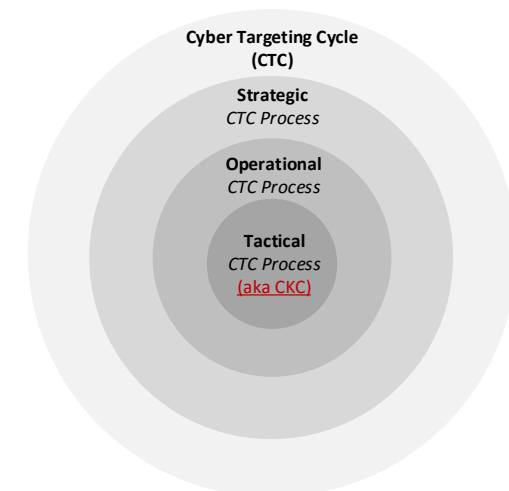 Cyber Targeting Cycle
(CTC)
Strategic
CTC Process
Operational
CTC Process
Tactical
CTC Process
(aka CKC)